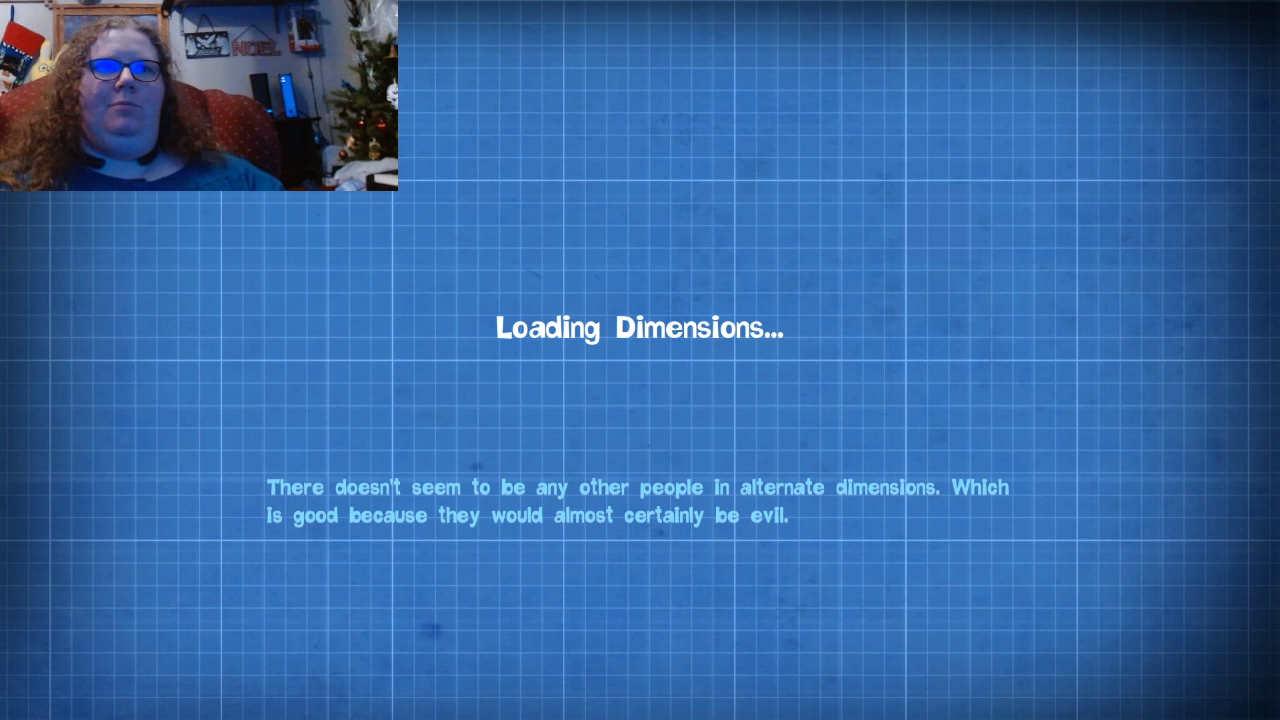 NOEL
Loading Dimensions...
There doesn't seem to be any other people in alternate dimensions. Which
is good because they would almost certainly be evil.